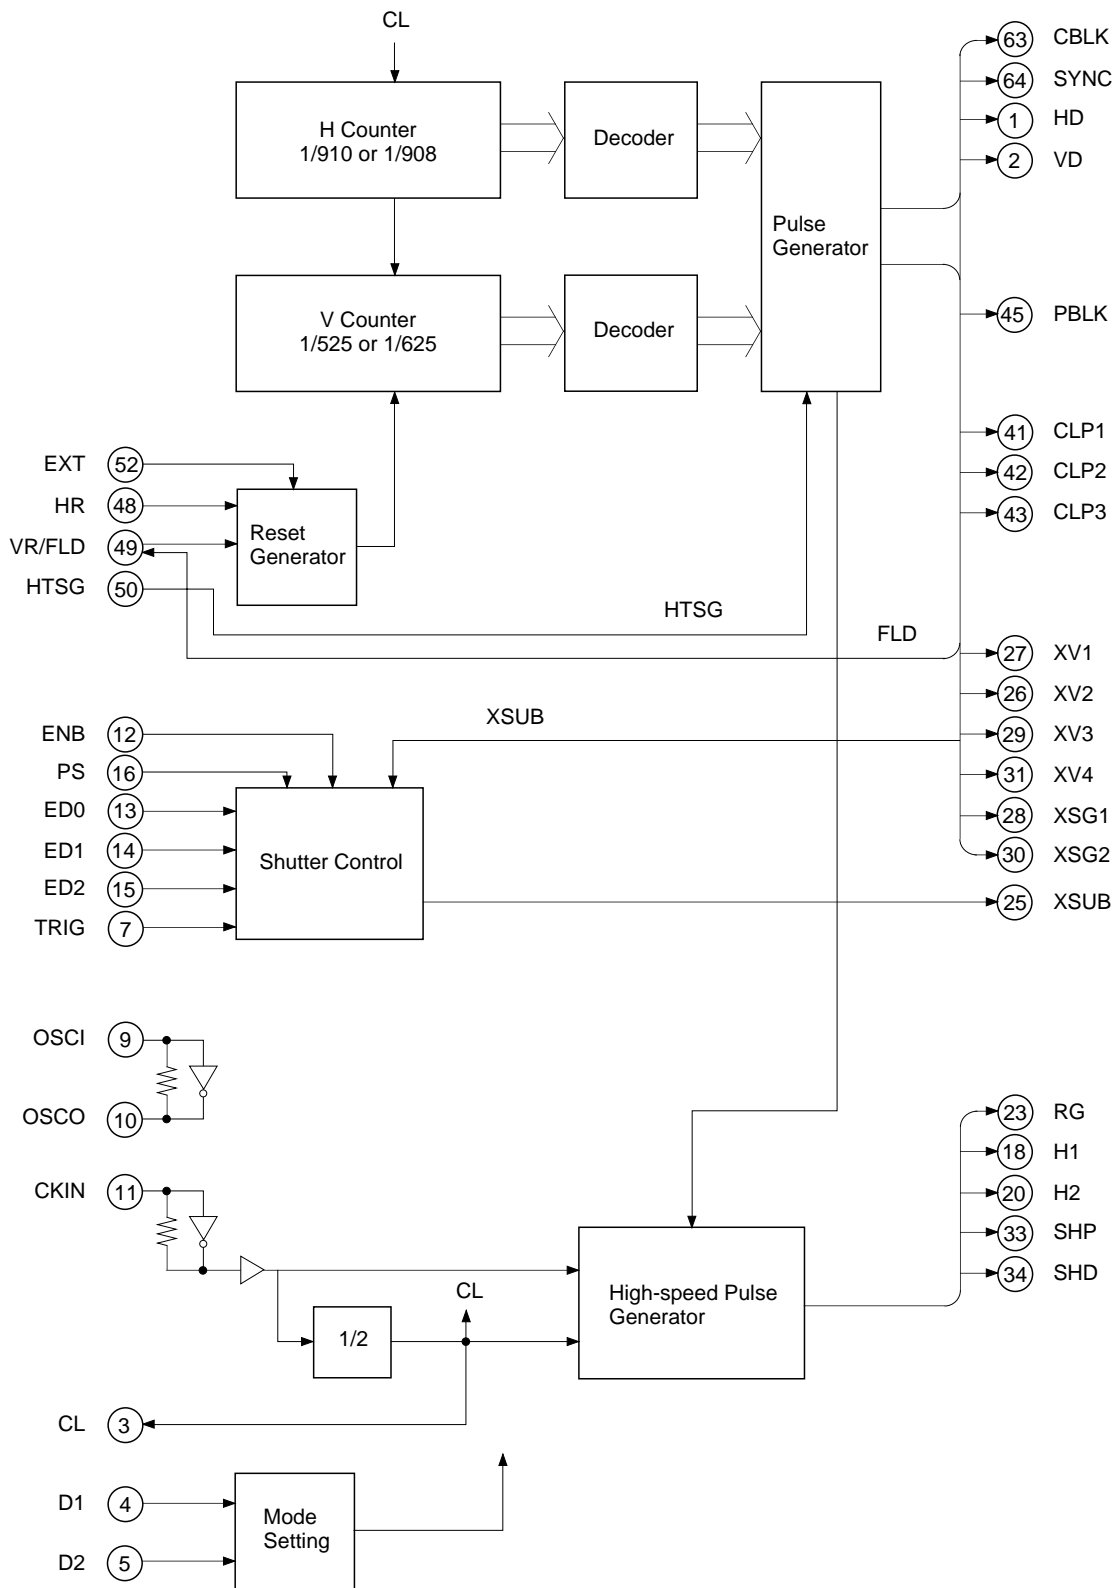 CL
63 CBLK
64 SYNC
1 HD
2 VD
H Counter
1/910 or 1/908
Decoder
Pulse
Generator
V Counter
1/525 or 1/625
Decoder
45 PBLK
41 CLP1
42 CLP2
43 CLP3
EXT 52
HR 48
VR/FLD 49
HTSG 50
Reset
Generator
HTSG
FLD
27 XV1
26 XV2
29 XV3
31 XV4
28 XSG1
30 XSG2
25 XSUB
XSUB
ENB 12
PS 16
ED0 13
ED1 14
ED2 15
TRIG 7
Shutter Control
OSCI 9
OSCO 10
CKIN 11
23 RG
18 H1
20 H2
33 SHP
34 SHD
High-speed Pulse
Generator
CL
1/2
CL 3
D1 4
D2 5
Mode
Setting